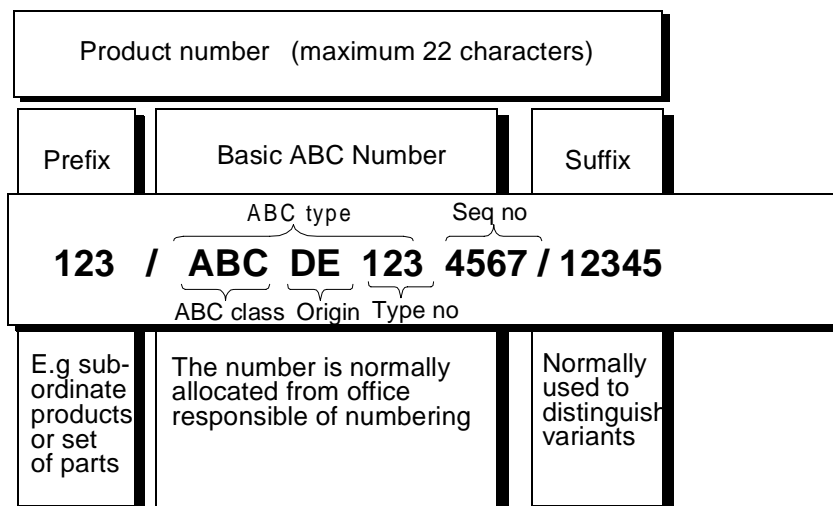 Product number (maximum 22 characters)
Prefix Basic ABC Number Suffix
ABC type Seq no
123 / ABC DE 123 4567 / 12345
ABC class Origin Type no
E.g sub-
ordinate
products
or set
of parts
The number is normally
allocated from office
responsible of numbering
Normally
used to
distinguish
variants